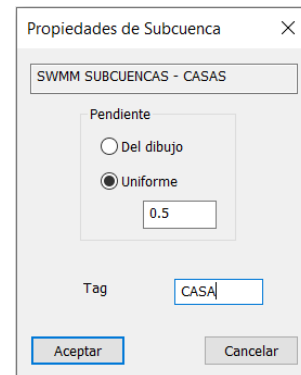 Propiedades de Subcuenca
SWMM SUBCUENCAS - CASAS
Pendiente
Del dibujo
Uniforme
0.5
Tag
CASA
Aceptar
Cancelar